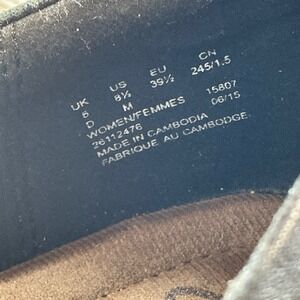 UK US EU CN
6 8½ 39½ 245/1.5
D M
WOMEN/FEMMES 15807
26112476 06/15
MADE IN CAMBODIA
FABRIQUE AU CAMBODGE